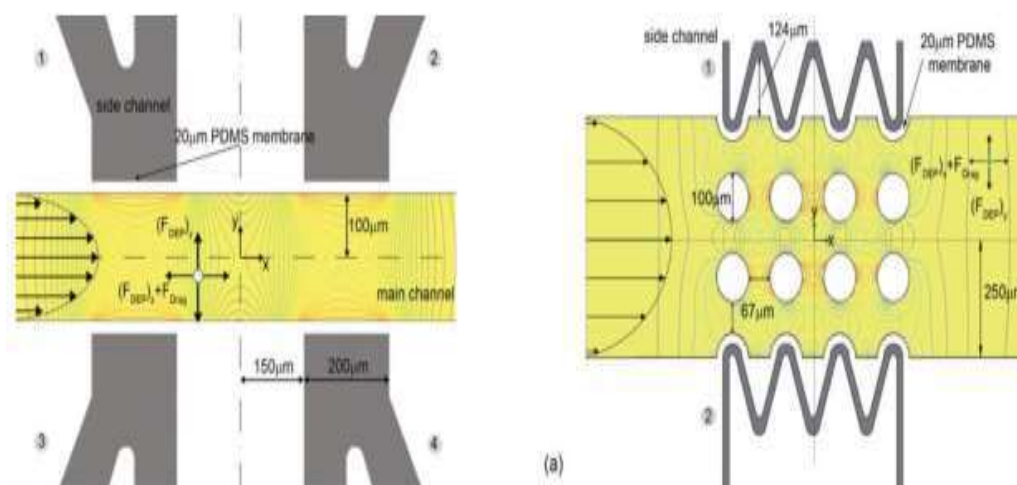 1
2
side channel
20μm PDMS membrane
100μm
y
(F_DEP)_y
x
(F_DEP)_x+F_Drag
main channel
150μm
200μm
3
4
side channel
124μm
1
20μm PDMS
membrane
(F_DEP)_x+F_Drag
100μm
(F_DEP)_y
y
x
67μm
250μm
2
(a)